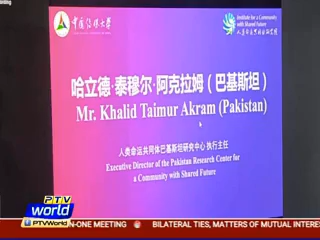 中国传媒大学
Institute for a Community
with Shared Future
人类命运共同体研究院
哈立德·泰穆尔·阿克拉姆（巴基斯坦）
Mr. Khalid Taimur Akram (Pakistan)
人类命运共同体巴基斯坦研究中心 执行主任
Executive Director of the Pakistan Research Center for
a Community with Shared Future
PTV
world
PTVWorld
N-ONE MEETING
BILATERAL TIES, MATTERS OF MUTUAL INTERES